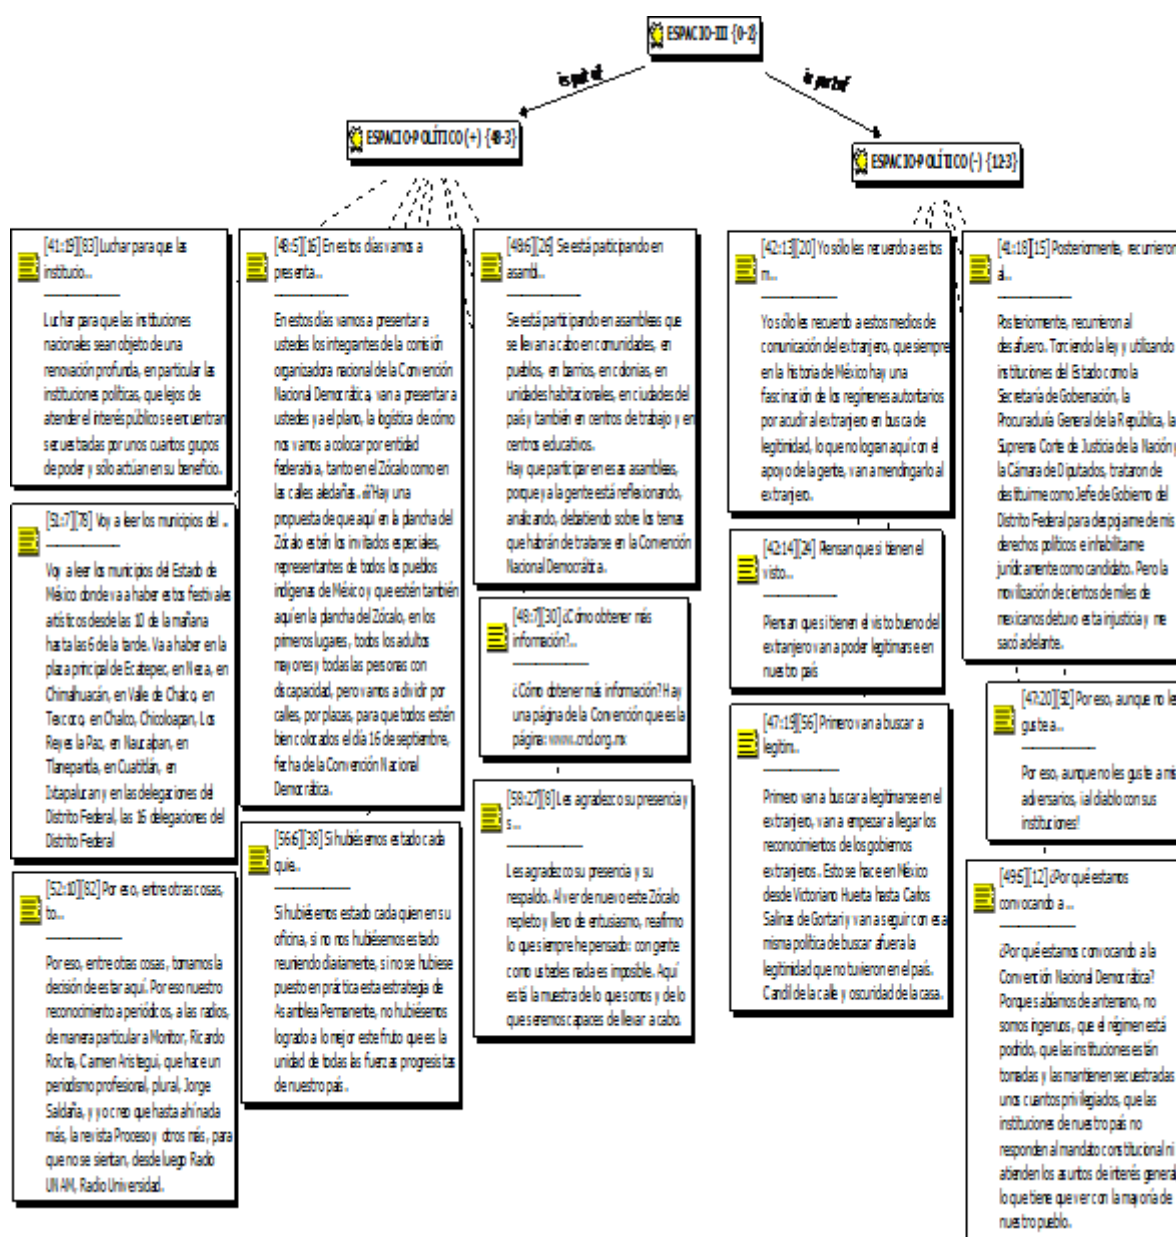 ESPACIO-III {0-2}
is part of
is part of
ESPACIO-POLÍTICO (+) {48-3}
ESPACIO-POLÍTICO (-) {12-3}
[41:19][83] Luchar para que las
institucio...
Luchar para que las instituciones
nacionales sean objeto de una
renovación profunda, en particular las
instituciones políticas, que lejos de
atender el interés público se encuentran
secuestradas por unos cuantos grupos
de poder y sólo actúan en su beneficio.
[51:7][78] Voy a leer los municipios del ...
Voy a leer los municipios del Estado de
México donde va a haber estos festivales
artísticos desde las 10 de la mañana
hasta las 6 de la tarde. Va a haber en la
plaza principal de Ecatepec, en Neza, en
Chimalhuacán, en Valle de Chalco, en
Texcoco, en Chalco, Chicoloapan, Los
Reyes la Paz, en Naucalpan, en
Tlanepantla, en Cuatitlán, en
Ixtapalucan y en las delegaciones del
Distrito Federal, las 16 delegaciones del
Distrito Federal
[52:10][82] Por eso, entre otras cosas,
to...
Por eso, entre otras cosas, tomamos la
decisión de estar aquí. Por eso nuestro
reconocimiento a periódicos, a las radios,
de manera particular a Monitor, Ricardo
Rocha, Carmen Aristegui, que hace un
periodismo profesional, plural, Jorge
Saldaña, y yo creo que hasta ahí nada
más, la revista Proceso y otros más, para
que no se sientan, desde luego Radio
UNAM, Radio Universidad.
[48:5][16] En estos días vamos a
presenta...
En estos días vamos a presentar a
ustedes los integrantes de la comisión
organizadora nacional de la Convención
Nacional Democrática, van a presentar a
ustedes ya el plano, la logística de cómo
nos vamos a colocar por entidad
federativa, tanto en el Zócalo como en
las calles aledañas. Hay una
propuesta de que aquí en la plancha del
Zócalo estén los invitados especiales,
representantes de todos los pueblos
indígenas de México y que estén también
aquí en la plancha del Zócalo, en los
primeros lugares, todos los adultos
mayores y todas las personas con
discapacidad, pero vamos a dividir por
calles, por plazas, para que todos estén
bien colocados el día 16 de septiembre,
fecha de la Convención Nacional
Democrática.
[56:6][38] Si hubiésemos estado cada
quie...
Si hubiésemos estado cada quien en su
oficina, si no nos hubiésemos estado
reuniendo diariamente, si no se hubiese
puesto en práctica esta estrategia de
Asamblea Permanente, no hubiésemos
logrado a lo mejor este fruto que es la
unidad de todas las fuerzas progresistas
de nuestro país.
[48:6][26] Se está participando en
asambl...
Se está participando en asambleas que
se llevan a cabo en comunidades, en
pueblos, en barrios, en colonias, en
unidades habitacionales, en ciudades del
país y también en centros de trabajo y en
centros educativos.
Hay que participar en esas asambleas,
porque ya la gente está reflexionando,
analizando, debatiendo sobre los temas
que habrán de tratarse en la Convención
Nacional Democrática.
[48:7][30] ¿Cómo obtener más
información?...
¿Cómo obtener más información? Hay
una página de la Convención que es la
página: www.cnd.org.mx
[58:27][8] Les agradezco su presencia y
s...
Les agradezco su presencia y su
respaldo. Al ver de nuevo este Zócalo
repleto y lleno de entusiasmo, reafirmo
lo que siempre he pensado: con gente
como ustedes nada es imposible. Aquí
está la muestra de lo que somos y de lo
que seremos capaces de llevar a cabo.
[42:13][20] Yo sólo les recuerdo a estos
m...
Yo sólo les recuerdo a estos medios de
comunicación del extranjero, que siempre
en la historia de México hay una
fascinación de los regímenes autoritarios
por acudir al extranjero en busca de
legitimidad, lo que no logran aquí con el
apoyo de la gente, van a mendingarlo al
extranjero.
[42:14][24] Piensan que si tienen el
visto...
Piensan que si tienen el visto bueno del
extranjero van a poder legitimarse en
nuestro país
[47:19][56] Primero van a buscar a
legitim...
Primero van a buscar a legitimarse en el
extranjero, van a empezar a llegar los
reconocimientos de los gobiernos
extranjeros. Esto se hace en México
desde Victoriano Huerta hasta Carlos
Salinas de Gortari y van a seguir con esa
misma política de buscar afuera la
legitimidad que no tuvieron en el país.
Candil de la calle y oscuridad de la casa.
[41:18][15] Posteriormente, recurrieron
al...
Posteriormente, recurrieron al
desafuero. Torciendo la ley y utilizando
instituciones del Estado como la
Secretaría de Gobernación, la
Procuraduría General de la República, la
Suprema Corte de Justicia de la Nación y
la Cámara de Diputados, trataron de
destituirme como Jefe de Gobierno del
Distrito Federal para despojarme de mis
derechos políticos e inhabilitarme
jurídicamente como candidato. Pero la
movilización de cientos de miles de
mexicanos detuvo esta injusticia y me
sacó adelante.
[47:20][92] Por eso, aunque no les
guste a...
Por eso, aunque no les guste a mis
adversarios, ¡al diablo con sus
instituciones!
[49:5][12] ¿Por qué estamos
convocando a ...
¿Por qué estamos convocando a la
Convención Nacional Democrática?
Porque sabíamos de antemano, no
somos ingenuos, que el régimen está
podrido, que las instituciones están
tomadas y las mantienen secuestradas
unos cuantos privilegiados, que las
instituciones de nuestro país no
responden al mandato constitucional ni
atienden los asuntos de interés general
lo que tiene que ver con la mayoría de
nuestro pueblo.